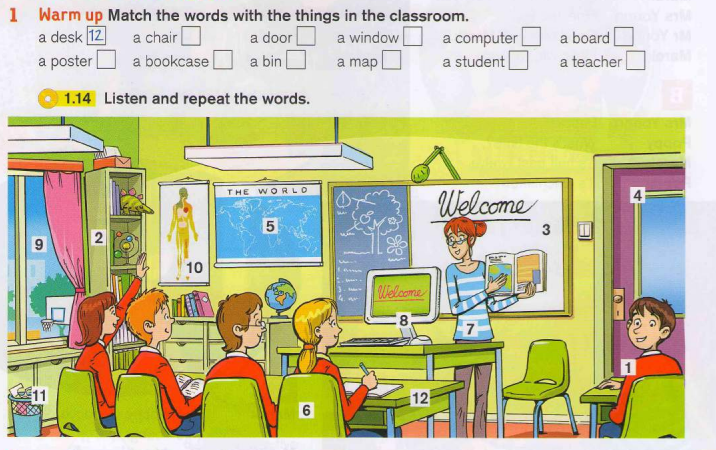 1 Warm up Match the words with the things in the classroom.
a desk 12 a chair a door a window a computer a board
a poster a bookcase a bin a map a student a teacher
1.14 Listen and repeat the words.
THE WORLD
Welcome
Welcome
1
2
3
4
5
6
7
8
9
10
11
12